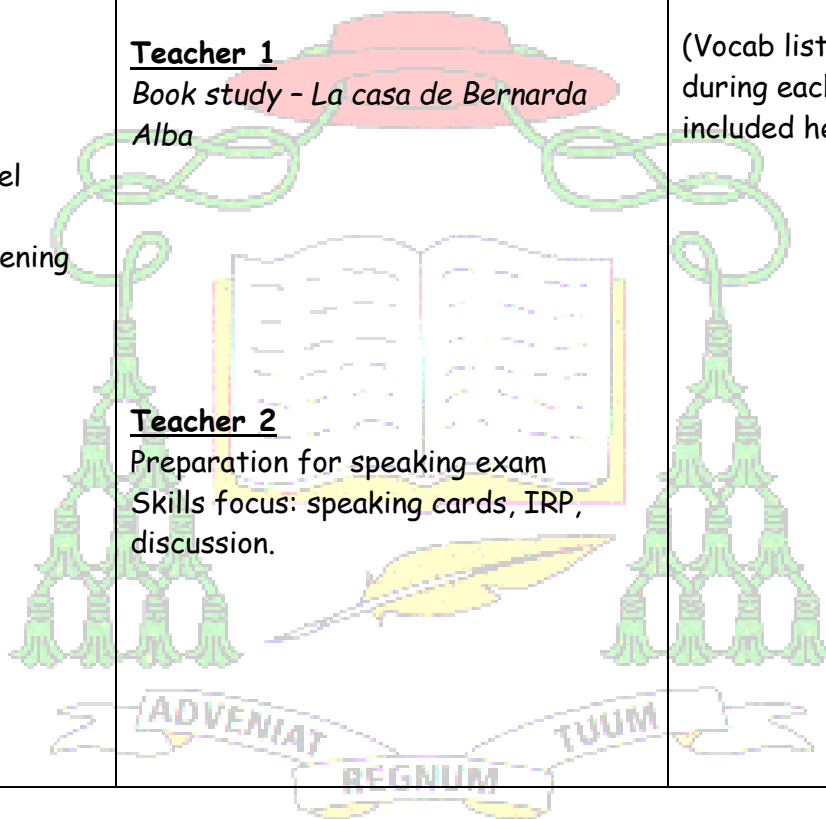 el
ening
Teacher 1
Book study – La casa de Bernarda
Alba
Teacher 2
Preparation for speaking exam
Skills focus: speaking cards, IRP,
discussion.
(Vocab list
during each
included he
ADVENIAT
REGNUM
TUUM